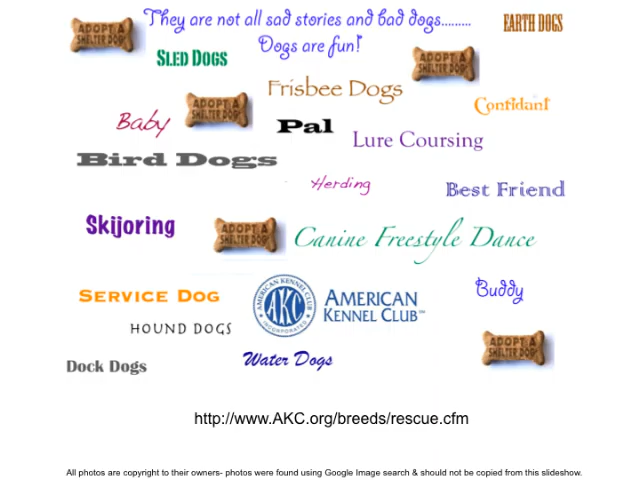 They are not all sad stories and bad dogs.........
Dogs are fun!
EARTH DOGS
ADOPT A
SHELTER DOG
SLED DOGS
ADOPT A
SHELTER DOG
Frisbee Dogs
Confidant
ADOPT A
SHELTER DOG
Baby
Pal
Lure Coursing
Bird Dogs
Herding
Best Friend
Skijoring
ADOPT A
SHELTER DOG
Canine Freestyle Dance
SERVICE DOG
AMERICAN KENNEL CLUB
AKC
INCORPORATED
AMERICAN
KENNEL CLUB℠
Buddy
HOUND DOGS
ADOPT A
SHELTER DOG
Dock Dogs
Water Dogs
http://www.AKC.org/breeds/rescue.cfm
All photos are copyright to their owners- photos were found using Google Image search & should not be copied from this slideshow.